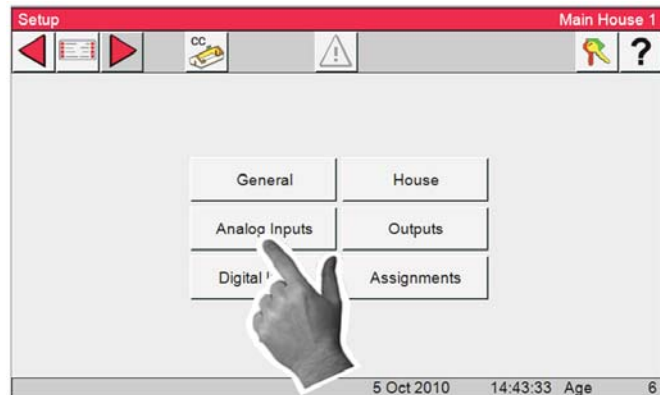 Setup Main House 1
CC ?
General House
Analog Inputs Outputs
Digital Assignments
5 Oct 2010 14:43:33 Age 6